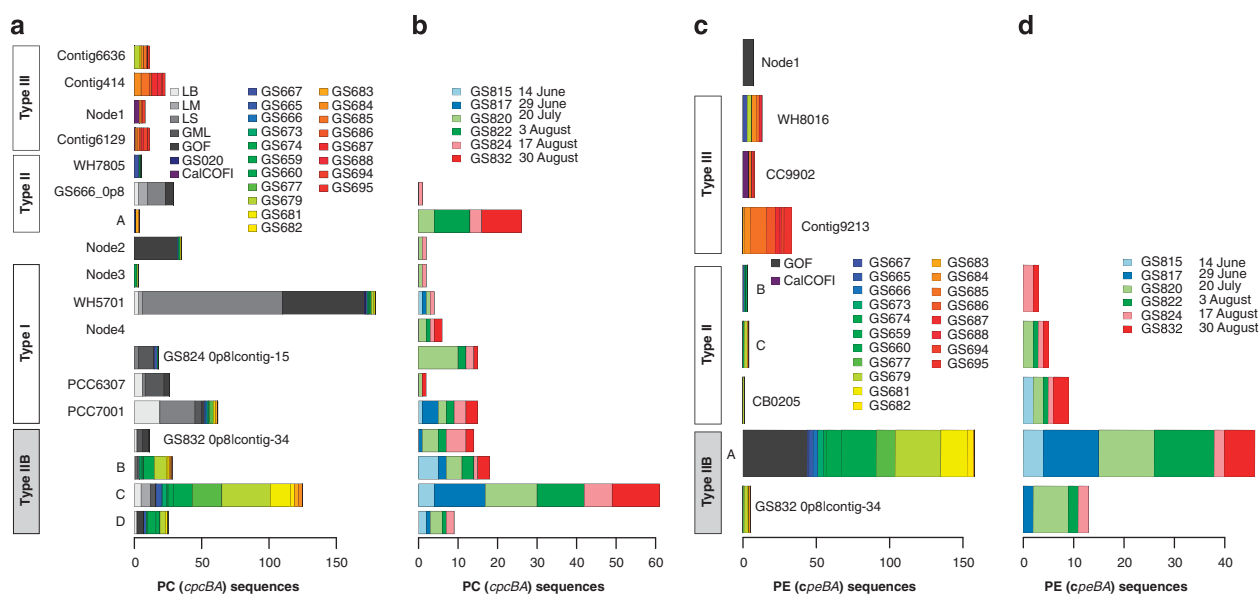 a
Type III
Type II
Type I
Type IIB
Contig6636
Contig414
Node1
Contig6129
WH7805
GS666_0p8
A
Node2
Node3
WH5701
Node4
GS824 0p8lcontig-15
PCC6307
PCC7001
GS832 0p8lcontig-34
B
C
D
LB
LM
LS
GML
GOF
GS020
CalCOFI
GS667
GS665
GS666
GS673
GS674
GS659
GS660
GS677
GS679
GS681
GS682
GS683
GS684
GS685
GS686
GS687
GS688
GS694
GS695
0 50 100 150
PC (cpcBA) sequences
b
GS815 14 June
GS817 29 June
GS820 20 July
GS822 3 August
GS824 17 August
GS832 30 August
0 10 20 30 40 50 60
PC (cpcBA) sequences
c
Type III
Type II
Type IIB
Node1
WH8016
CC9902
Contig9213
B
C
CB0205
A
GS832 0p8lcontig-34
GOF
CalCOFI
GS667
GS665
GS666
GS673
GS674
GS659
GS660
GS677
GS679
GS681
GS682
GS683
GS684
GS685
GS686
GS687
GS688
GS694
GS695
0 50 100 150
PE (cpeBA) sequences
d
GS815 14 June
GS817 29 June
GS820 20 July
GS822 3 August
GS824 17 August
GS832 30 August
0 10 20 30 40
PE (cpeBA) sequences